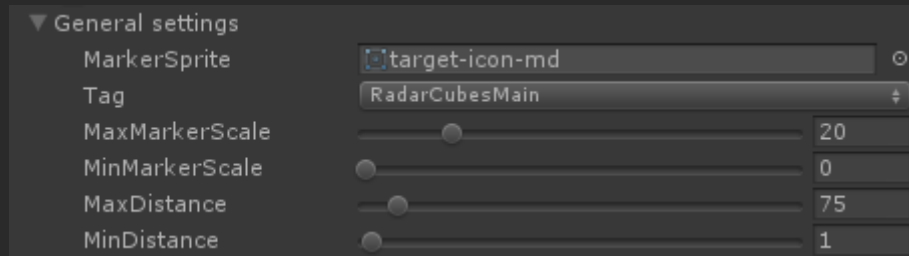 General settings
MarkerSprite target-icon-md
Tag RadarCubesMain
MaxMarkerScale 20
MinMarkerScale 0
MaxDistance 75
MinDistance 1